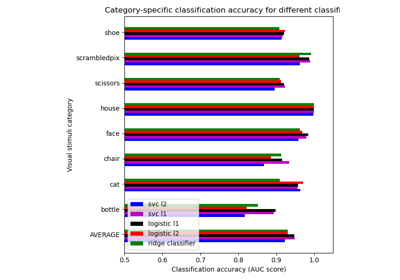 Category-specific classification accuracy for different classifi
Visual stimuli category
shoe
scrambledpix
scissors
house
face
chair
cat
bottle
AVERAGE
svc l2
svc l1
logistic l1
logistic l2
ridge classifier
0.5 0.6 0.7 0.8 0.9 1.0
Classification accuracy (AUC score)